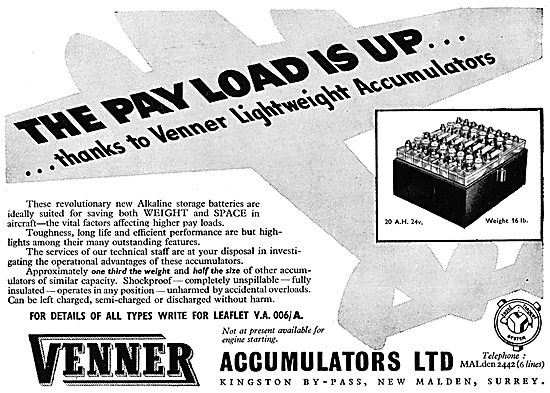 THE PAY LOAD IS UP...
...thanks to Venner Lightweight Accumulators
These revolutionary new Alkaline storage batteries are
ideally suited for saving both WEIGHT and SPACE in
aircraft—the vital factors affecting higher pay loads.
Toughness, long life and efficient performance are but high-
lights among their many outstanding features.
The services of our technical staff are at your disposal in investi-
gating the operational advantages of these accumulators.
Approximately one third the weight and half the size of other accum-
ulators of similar capacity. Shockproof—completely unspillable—fully
insulated—operates in any position—unharmed by accidental overloads.
Can be left charged, semi-charged or discharged without harm.
20 A.H. 24v.
Weight 16 lb.
FOR DETAILS OF ALL TYPES WRITE FOR LEAFLET V.A. 006/A.
Not at present available for
engine starting.
VENNER
ACCUMULATORS LTD
Telephone :
MALden 2442 (6 lines)
KINGSTON BY-PASS, NEW MALDEN, SURREY.
SYSTEM